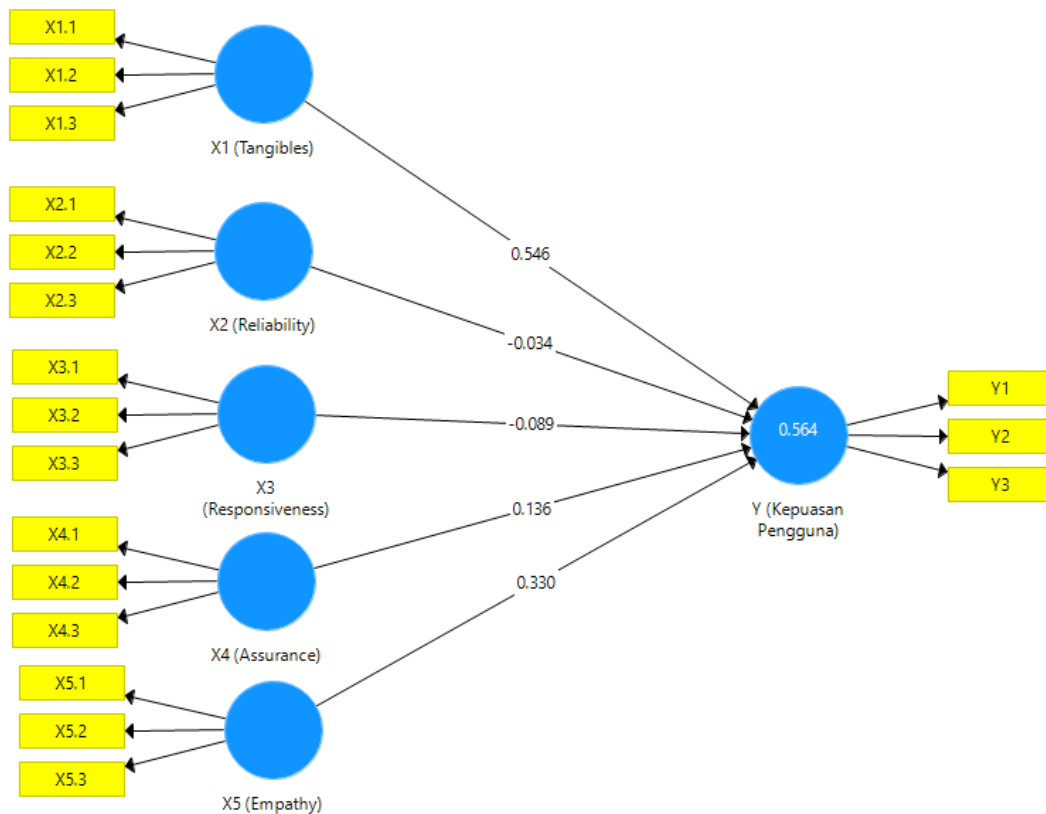 X1.1
X1.2
X1.3
X1 (Tangibles)
0.546
X2.1
X2.2
X2.3
X2 (Reliability)
-0.034
X3.1
X3.2
X3.3
X3
(Responsiveness)
-0.089
X4.1
X4.2
X4.3
X4 (Assurance)
0.136
X5.1
X5.2
X5.3
X5 (Empathy)
0.330
0.564
Y (Kepuasan
Pengguna)
Y1
Y2
Y3